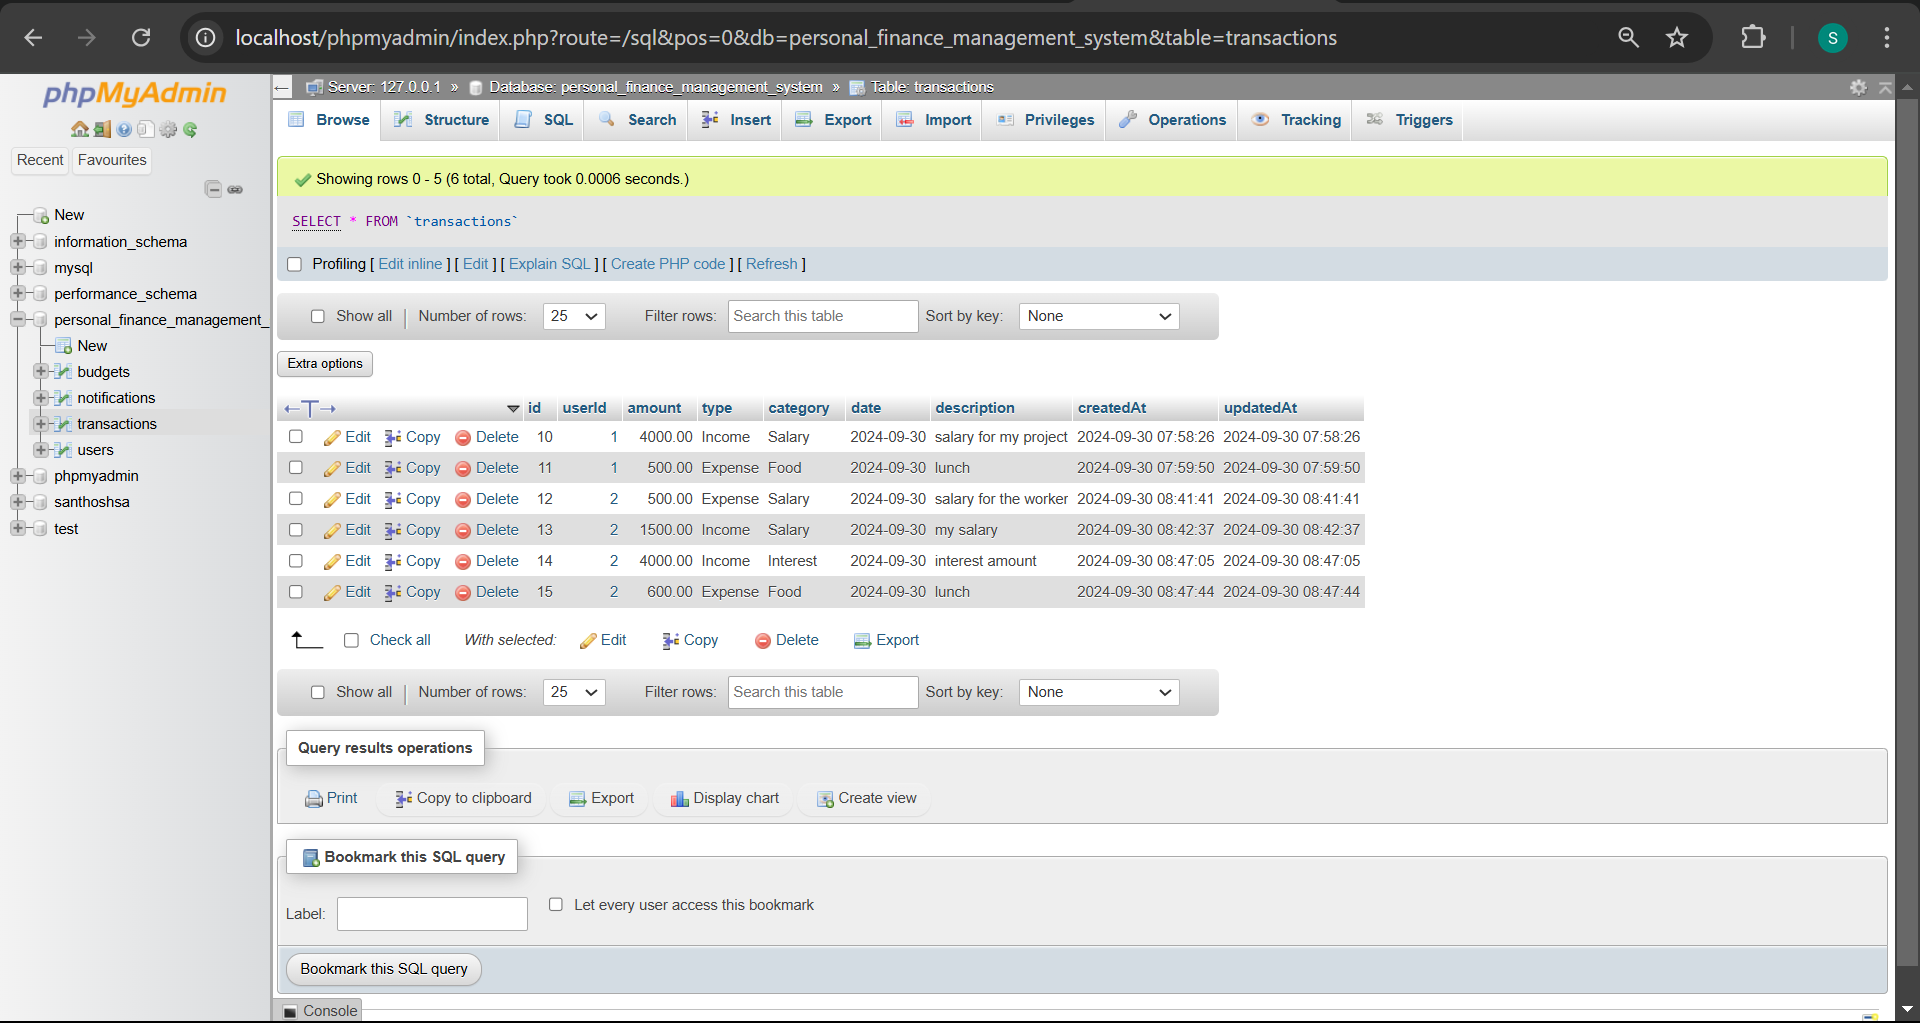 localhost/phpmyadmin/index.php?route=/sql&pos=0&db=personal_finance_management_system&table=transactions
S
phpMyAdmin
Recent Favourites
New
information_schema
mysql
performance_schema
personal_finance_management_
New
budgets
notifications
transactions
users
phpmyadmin
santhoshsa
test
Server: 127.0.0.1 » Database: personal_finance_management_system » Table: transactions
Browse Structure SQL Search Insert Export Import Privileges Operations Tracking Triggers
Showing rows 0 - 5 (6 total, Query took 0.0006 seconds.)
SELECT * FROM `transactions`
Profiling [ Edit inline ] [ Edit ] [ Explain SQL ] [ Create PHP code ] [ Refresh ]
Show all | Number of rows: 25 Filter rows: Search this table Sort by key: None
Extra options
←T→ id userId amount type category date description createdAt updatedAt
Edit Copy Delete 10 1 4000.00 Income Salary 2024-09-30 salary for my project 2024-09-30 07:58:26 2024-09-30 07:58:26
Edit Copy Delete 11 1 500.00 Expense Food 2024-09-30 lunch 2024-09-30 07:59:50 2024-09-30 07:59:50
Edit Copy Delete 12 2 500.00 Expense Salary 2024-09-30 salary for the worker 2024-09-30 08:41:41 2024-09-30 08:41:41
Edit Copy Delete 13 2 1500.00 Income Salary 2024-09-30 my salary 2024-09-30 08:42:37 2024-09-30 08:42:37
Edit Copy Delete 14 2 4000.00 Income Interest 2024-09-30 interest amount 2024-09-30 08:47:05 2024-09-30 08:47:05
Edit Copy Delete 15 2 600.00 Expense Food 2024-09-30 lunch 2024-09-30 08:47:44 2024-09-30 08:47:44
Check all With selected: Edit Copy Delete Export
Show all | Number of rows: 25 Filter rows: Search this table Sort by key: None
Query results operations
Print Copy to clipboard Export Display chart Create view
Bookmark this SQL query
Label: Let every user access this bookmark
Bookmark this SQL query
Console